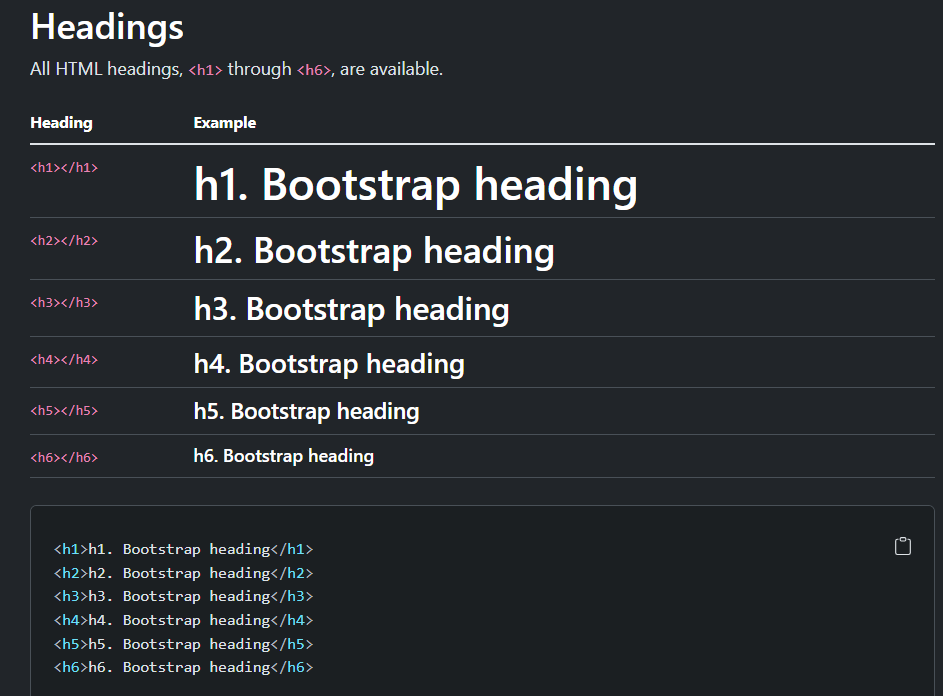 Headings
All HTML headings, <h1> through <h6>, are available.
Heading Example
<h1></h1> h1. Bootstrap heading
<h2></h2> h2. Bootstrap heading
<h3></h3> h3. Bootstrap heading
<h4></h4> h4. Bootstrap heading
<h5></h5> h5. Bootstrap heading
<h6></h6> h6. Bootstrap heading
<h1>h1. Bootstrap heading</h1>
<h2>h2. Bootstrap heading</h2>
<h3>h3. Bootstrap heading</h3>
<h4>h4. Bootstrap heading</h4>
<h5>h5. Bootstrap heading</h5>
<h6>h6. Bootstrap heading</h6>